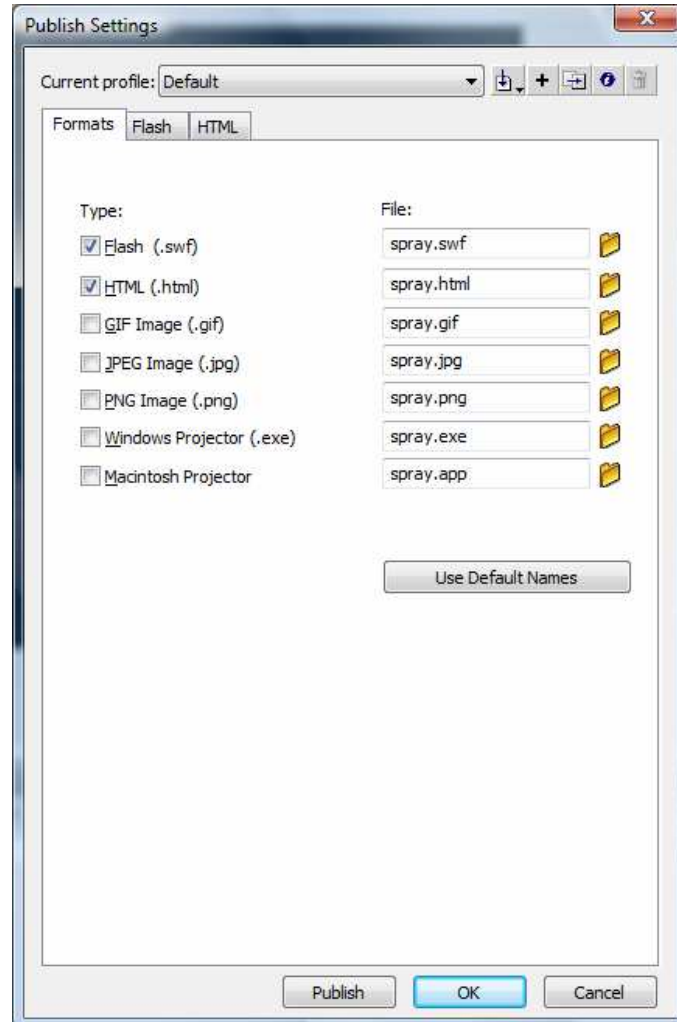 Publish Settings
Current profile: Default
Formats Flash HTML
Type: File:
Flash (.swf) spray.swf
HTML (.html) spray.html
GIF Image (.gif) spray.gif
JPEG Image (.jpg) spray.jpg
PNG Image (.png) spray.png
Windows Projector (.exe) spray.exe
Macintosh Projector spray.app
Use Default Names
Publish OK Cancel